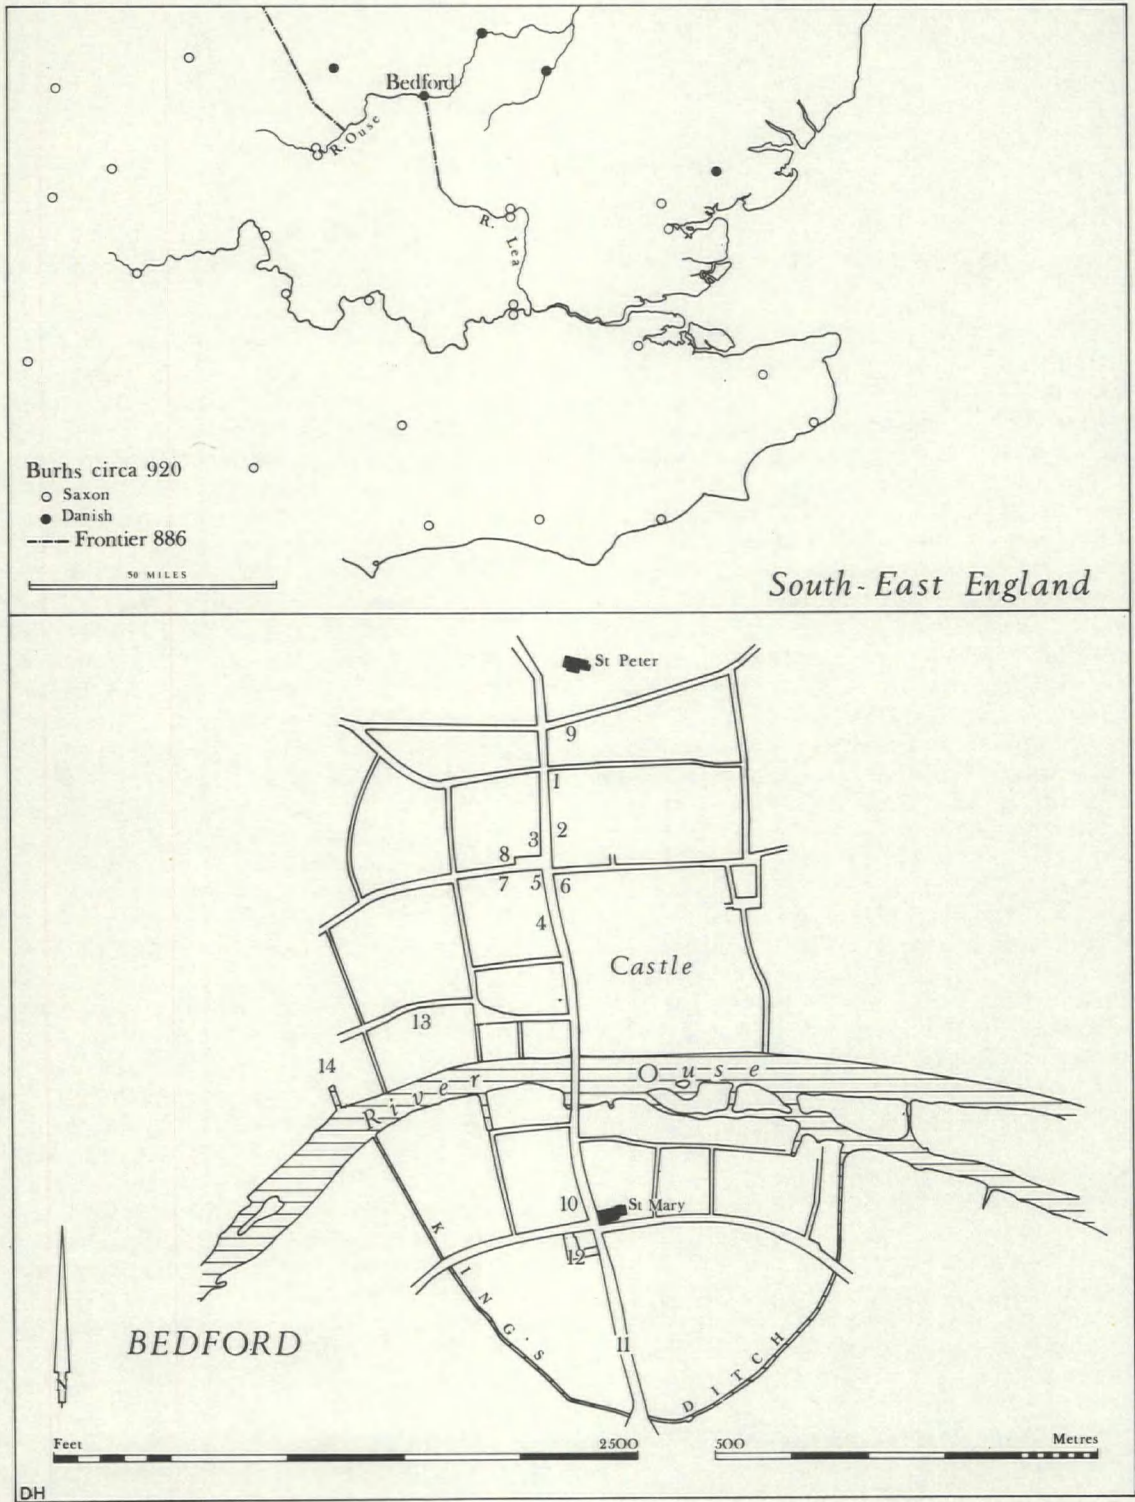 Bedford
R. Ouse
R. Lea
Burhs circa 920
Saxon
Danish
Frontier 886
50 MILES
South-East England
St Peter
9
1
2
3
8
7
5
6
4
Castle
13
14
River Ouse
10
St Mary
12
KING'S DITCH
11
BEDFORD
N
Feet
2500
500
Metres
DH